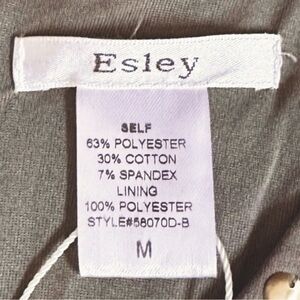 Esley
SELF
63% POLYESTER
30% COTTON
7% SPANDEX
LINING
100% POLYESTER
STYLE#58070D-B
M